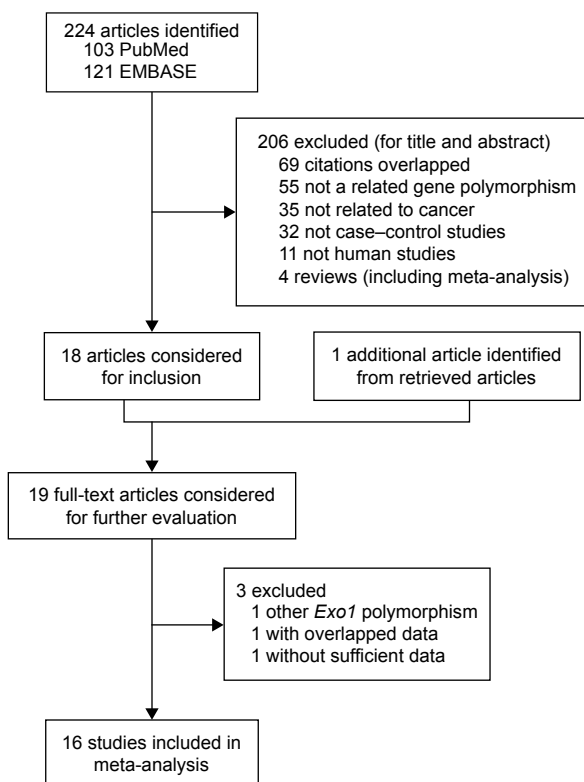 224 articles identified
103 PubMed
121 EMBASE
206 excluded (for title and abstract)
69 citations overlapped
55 not a related gene polymorphism
35 not related to cancer
32 not case–control studies
11 not human studies
4 reviews (including meta-analysis)
18 articles considered
for inclusion
1 additional article identified
from retrieved articles
19 full-text articles considered
for further evaluation
3 excluded
1 other Exo1 polymorphism
1 with overlapped data
1 without sufficient data
16 studies included in
meta-analysis